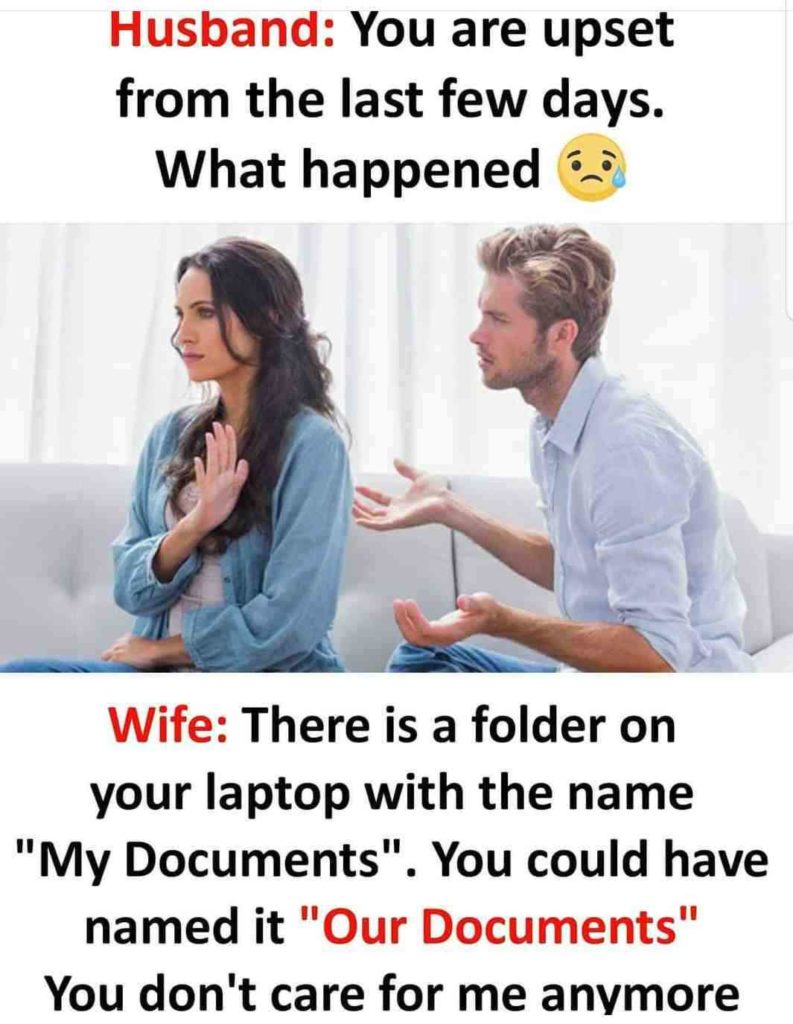 Husband: You are upset
from the last few days.
What happened 😢
Wife: There is a folder on
your laptop with the name
"My Documents". You could have
named it "Our Documents"
You don't care for me anymore